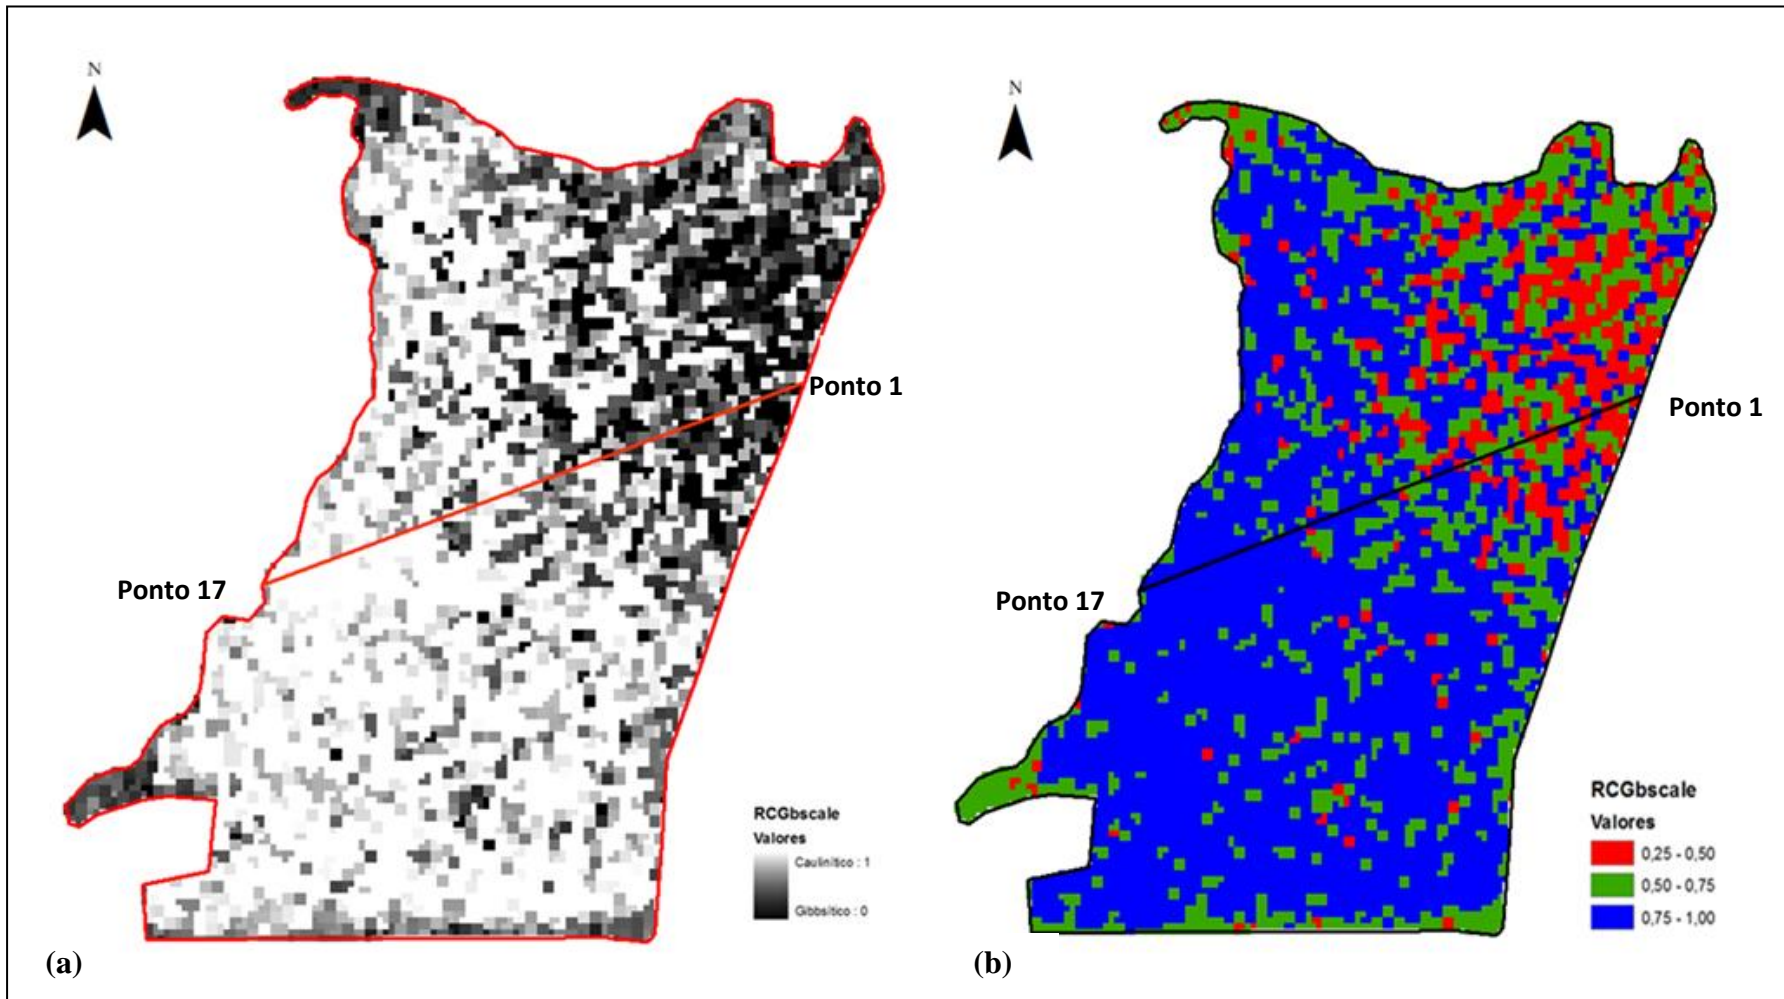 N
Ponto 1
Ponto 17
RCGbscale
Valores
Caulinítico : 1
Gibbsítico : 0
(a)
N
Ponto 1
Ponto 17
RCGbscale
Valores
0,25 - 0,50
0,50 - 0,75
0,75 - 1,00
(b)